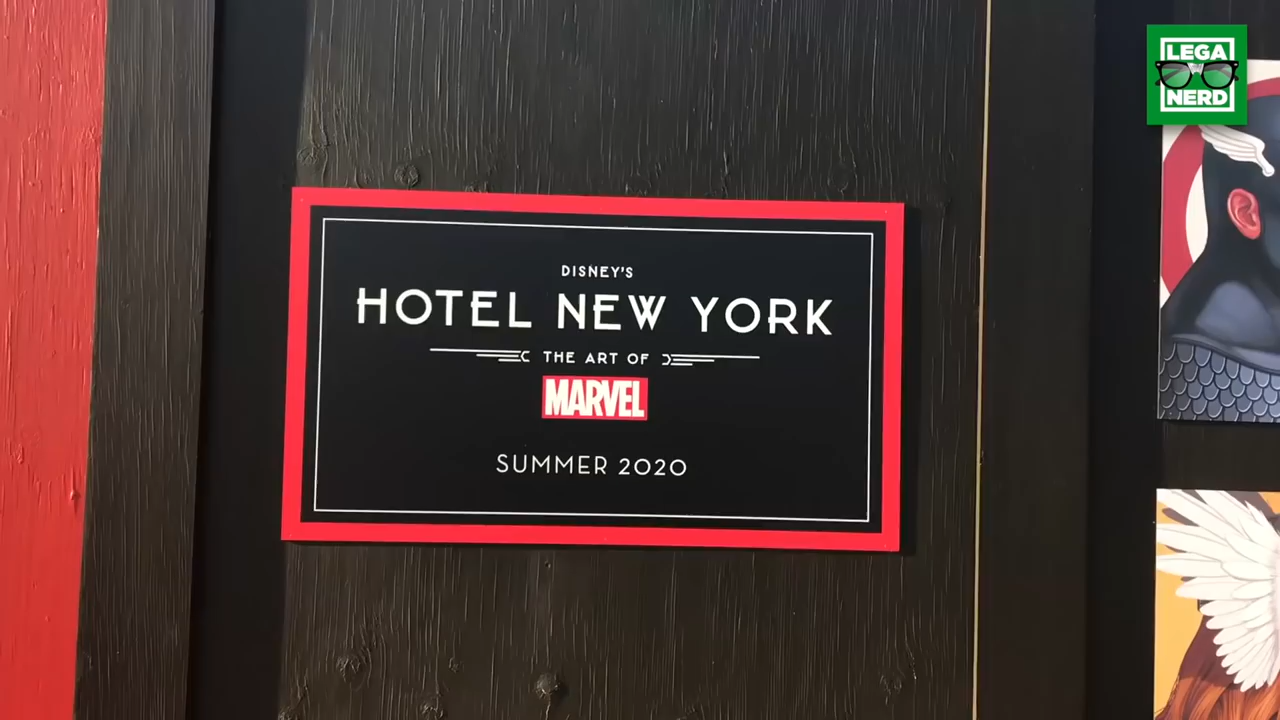 DISNEY'S
HOTEL NEW YORK
THE ART OF
MARVEL
SUMMER 2020
LEGA
NERD